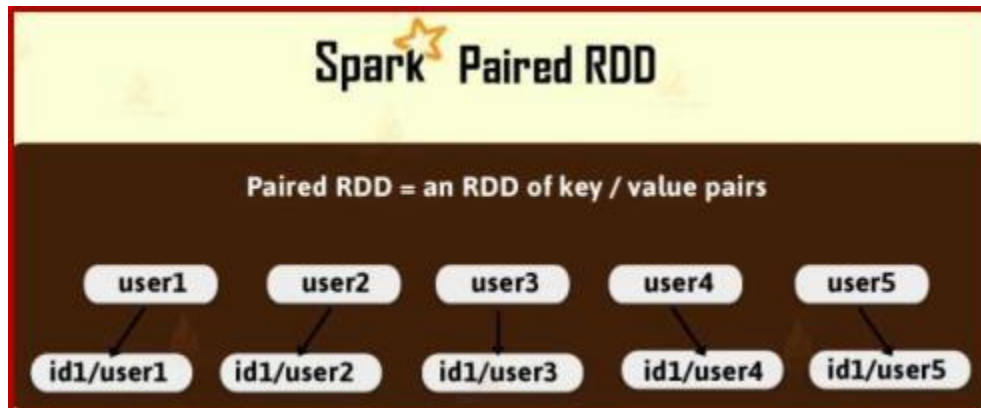 Spark Paired RDD
Paired RDD = an RDD of key / value pairs
user1 user2 user3 user4 user5
id1/user1 id1/user2 id1/user3 id1/user4 id1/user5